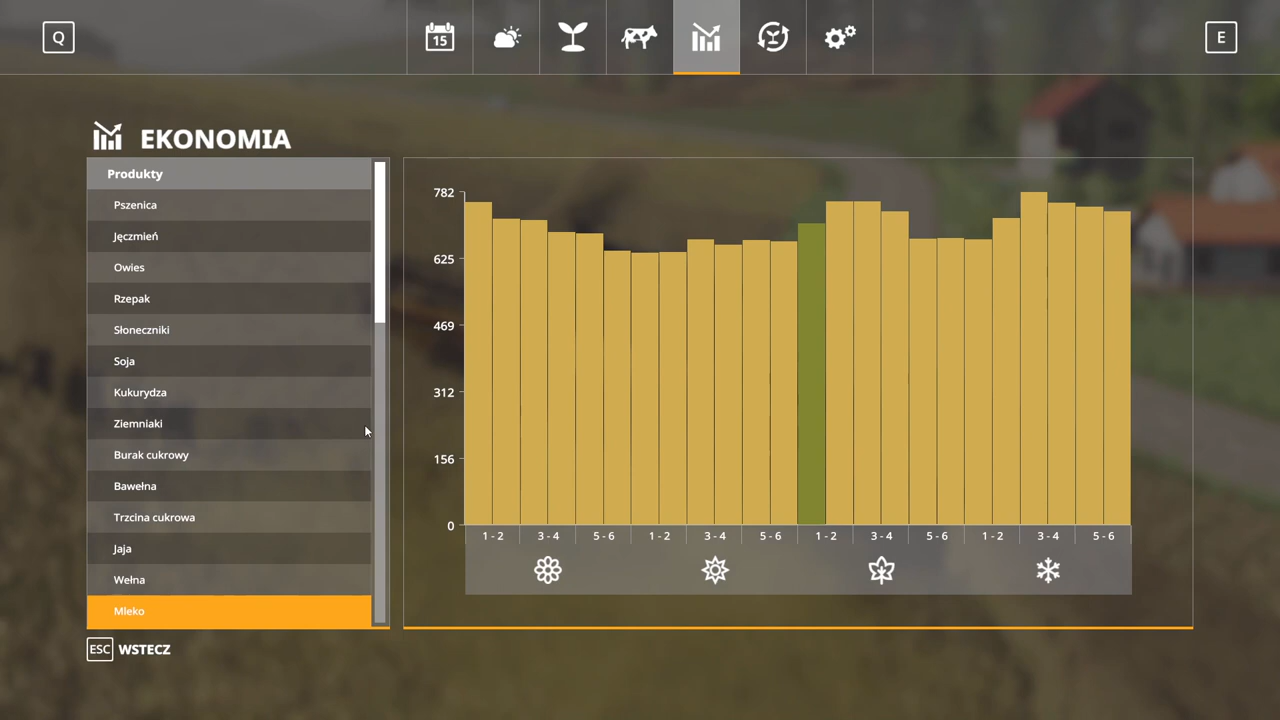 Q
15
E
EKONOMIA
Produkty
Pszenica
Jęczmień
Owies
Rzepak
Słoneczniki
Soja
Kukurydza
Ziemniaki
Burak cukrowy
Bawełna
Trzcina cukrowa
Jaja
Wełna
Mleko
782
625
469
312
156
0
1 - 2 3 - 4 5 - 6 1 - 2 3 - 4 5 - 6 1 - 2 3 - 4 5 - 6 1 - 2 3 - 4 5 - 6
ESC WSTECZ